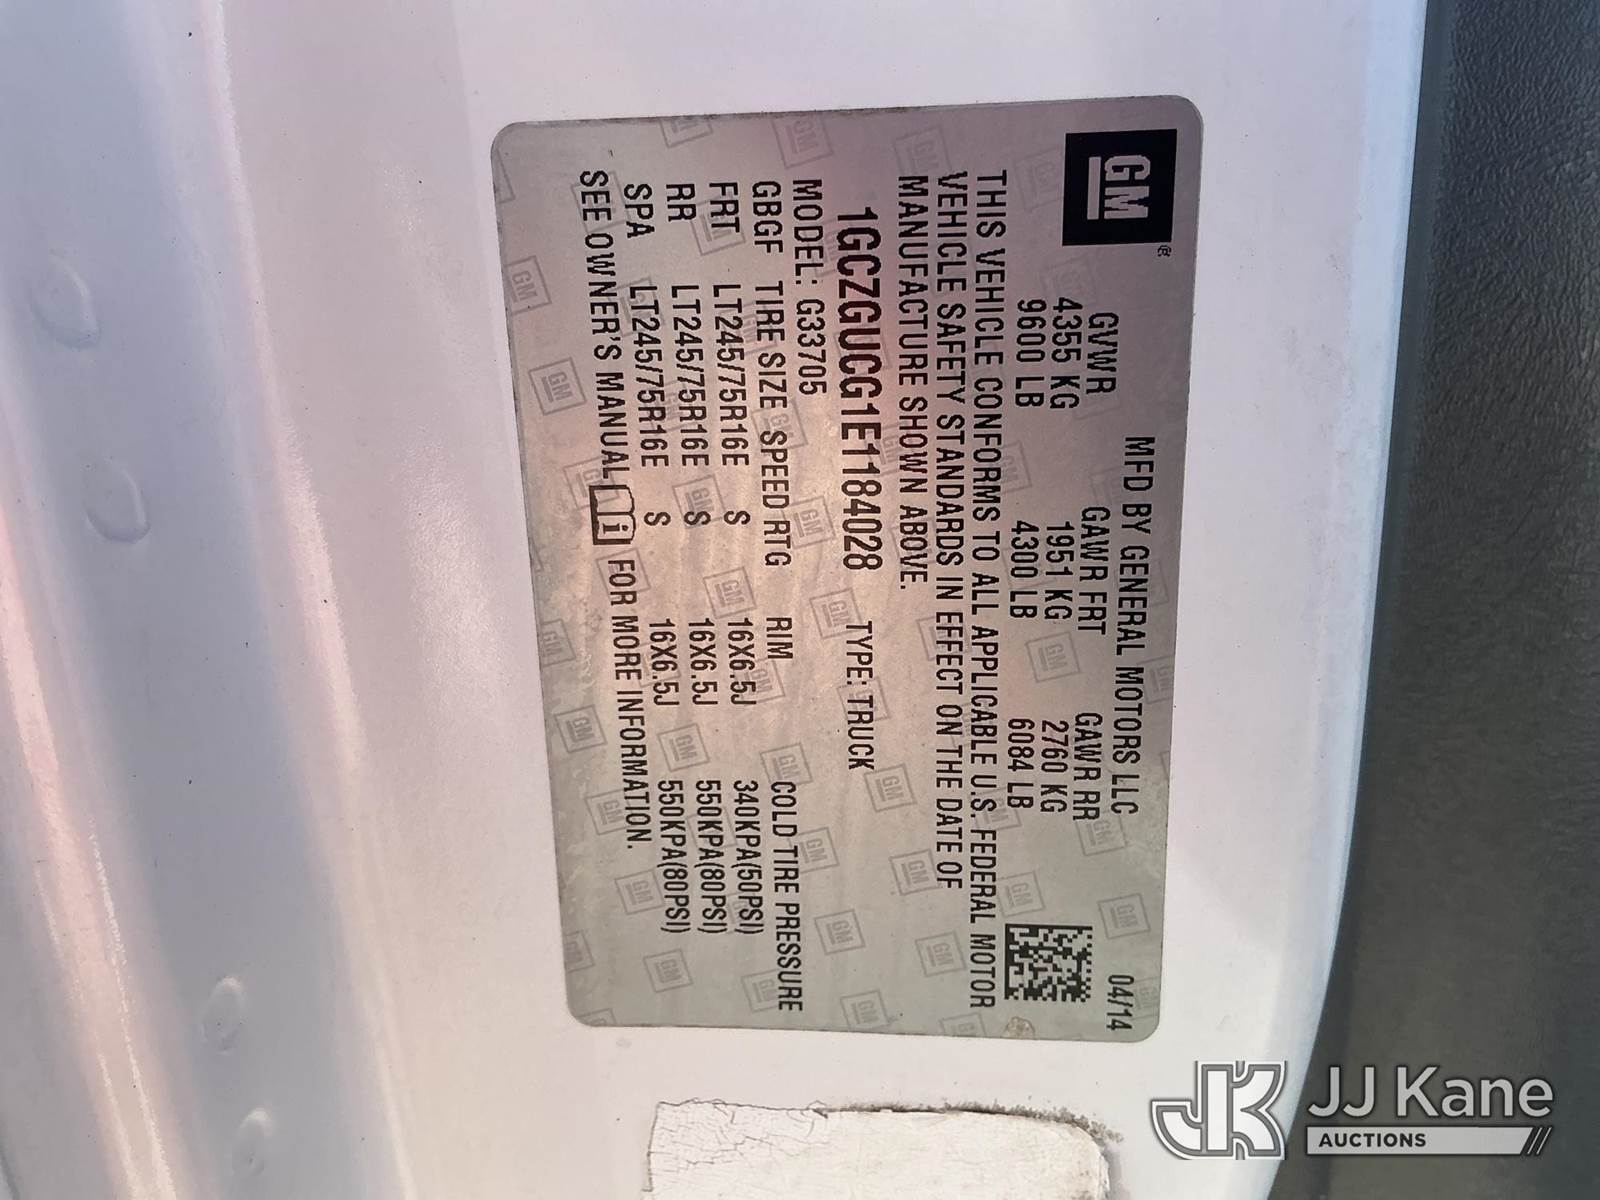 GM®
MFD BY GENERAL MOTORS LLC 04/14
GVWR GAWR FRT GAWR RR
4355 KG 1951 KG 2760 KG
9600 LB 4300 LB 6084 LB
THIS VEHICLE CONFORMS TO ALL APPLICABLE U.S. FEDERAL MOTOR
VEHICLE SAFETY STANDARDS IN EFFECT ON THE DATE OF
MANUFACTURE SHOWN ABOVE.
1GCZGUCG1E1184028 TYPE: TRUCK
MODEL: G33705
GBGF TIRE SIZE SPEED RTG RIM COLD TIRE PRESSURE
FRT LT245/75R16E S 16X6.5J 340KPA(50PSI)
RR LT245/75R16E S 16X6.5J 550KPA(80PSI)
SPA LT245/75R16E S 16X6.5J 550KPA(80PSI)
SEE OWNER'S MANUAL i FOR MORE INFORMATION.
JK JJ Kane
AUCTIONS